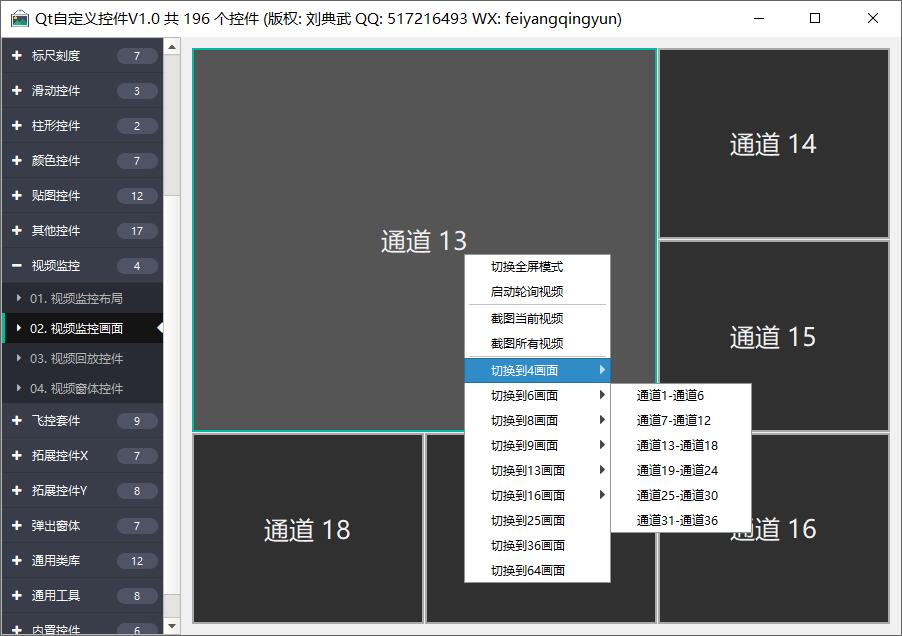 Qt自定义控件V1.0 共 196 个控件 (版权: 刘典武 QQ: 517216493 WX: feiyangqingyun)
标尺刻度 7
滑动控件 3
柱形控件 2
颜色控件 7
贴图控件 12
其他控件 17
视频监控 4
01. 视频监控布局
02. 视频监控画面
03. 视频回放控件
04. 视频窗体控件
飞控套件 9
拓展控件X 7
拓展控件Y 8
弹出窗体 7
通用类库 12
通用工具 8
内置控件 6
通道 13
通道 14
通道 15
通道 16
通道 18
切换全屏模式
启动轮询视频
截图当前视频
截图所有视频
切换到4画面
切换到6画面
切换到8画面
切换到9画面
切换到13画面
切换到16画面
切换到25画面
切换到36画面
切换到64画面
通道1-通道6
通道7-通道12
通道13-通道18
通道19-通道24
通道25-通道30
通道31-通道36